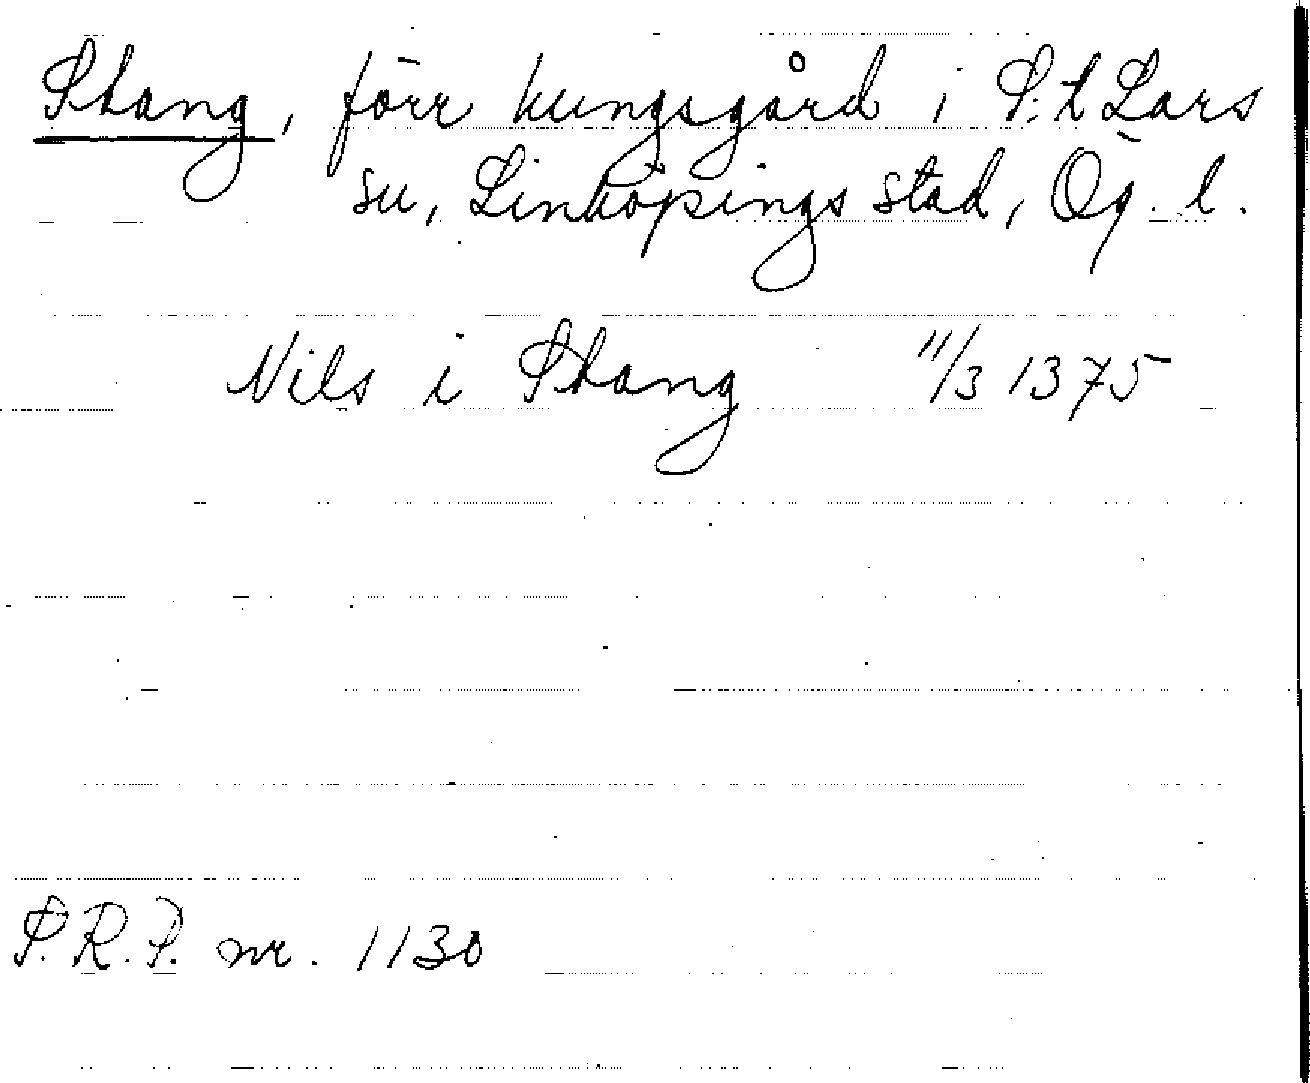 Stang, förr kungsgård i S:t Lars
sn, Linköpings stad, Ög. l.
Nils i Stang 11/3 1375
S.R.P. nr. 1130